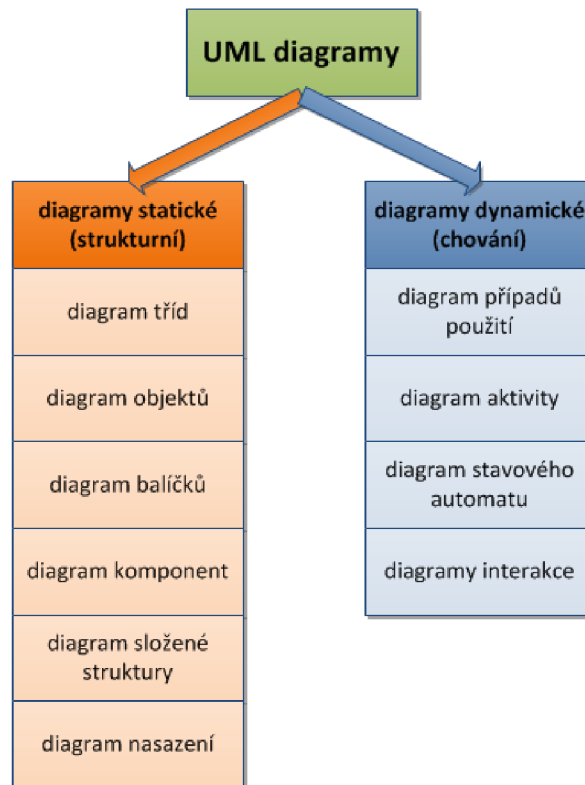 UML diagramy
diagramy statické
(strukturní)
diagram tříd
diagram objektů
diagram balíčků
diagram komponent
diagram složené
struktury
diagram nasazení
diagramy dynamické
(chování)
diagram případů
použití
diagram aktivity
diagram stavového
automatu
diagramy interakce